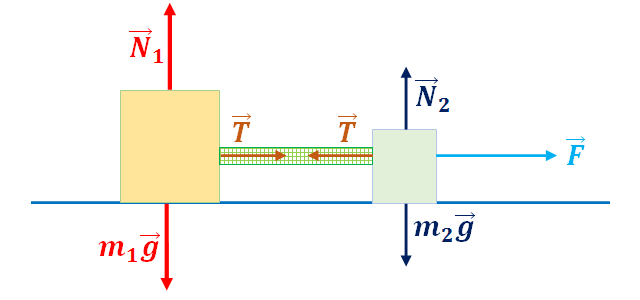 N⃗₁
N⃗₂
T⃗ T⃗
F⃗
m₁g⃗
m₂g⃗